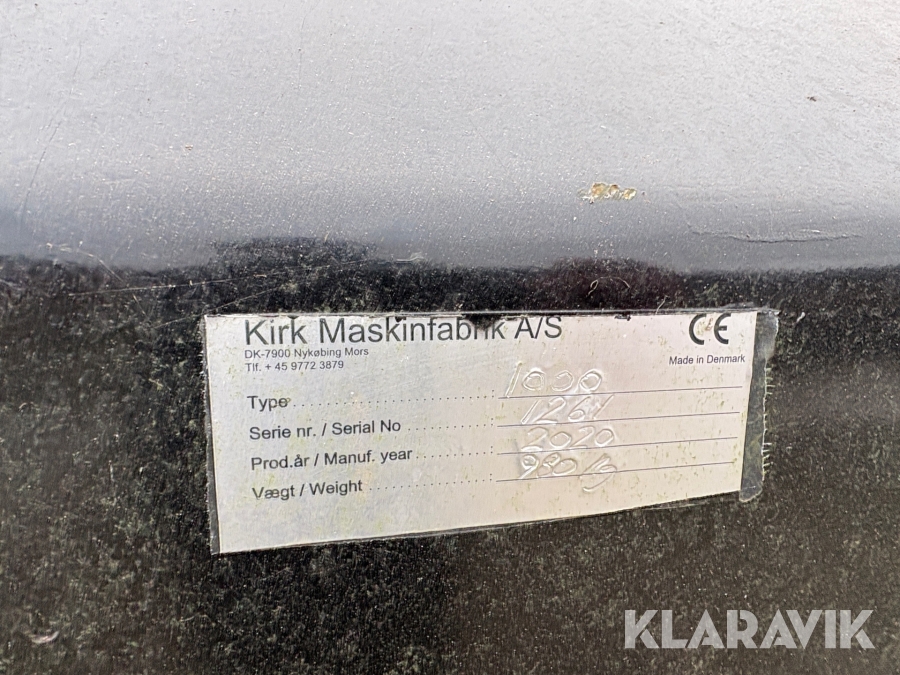 Kirk Maskinfabrik A/S
CE
DK-7900 Nykøbing Mors
Tlf. + 45 9772 3879
Made in Denmark
Type 1000
Serie nr. / Serial No
Prod.år / Manuf. year 2020
Vægt / Weight 980
KLARAVIK